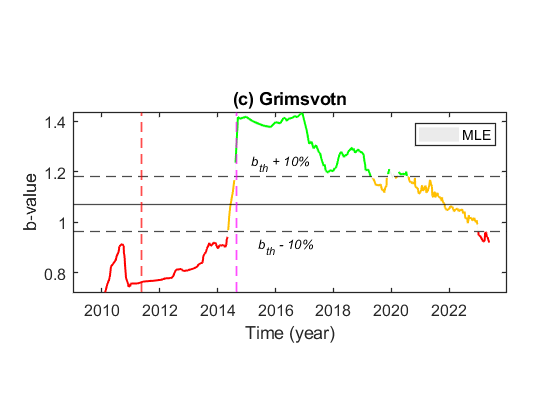 (c) Grimsvotn
1.4
1.2
1
0.8
b-value
MLE
b_th + 10%
b_th - 10%
2010 2012 2014 2016 2018 2020 2022
Time (year)